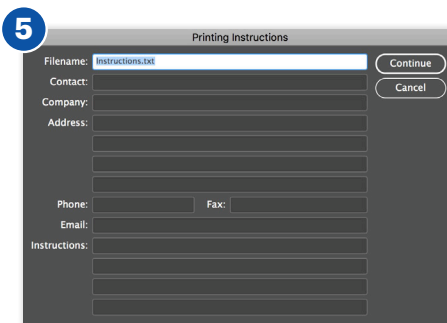 5
Printing Instructions
Filename: Instructions.txt Continue
Contact: Cancel
Company:
Address:
Phone: Fax:
Email:
Instructions: